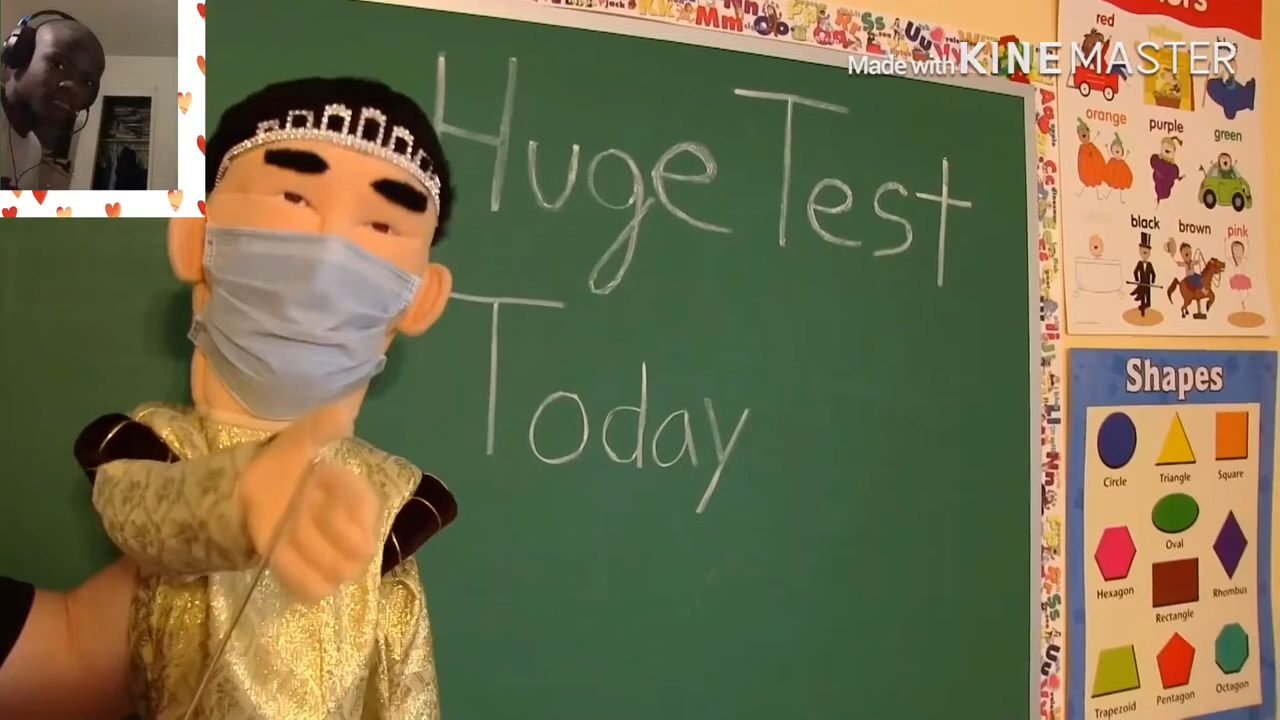 Made with KINEMASTER
Huge Test
Today
red
orange
purple
green
black
brown
pink
Shapes
Circle
Triangle
Square
Oval
Hexagon
Rectangle
Rhombus
Trapezoid
Pentagon
Octagon